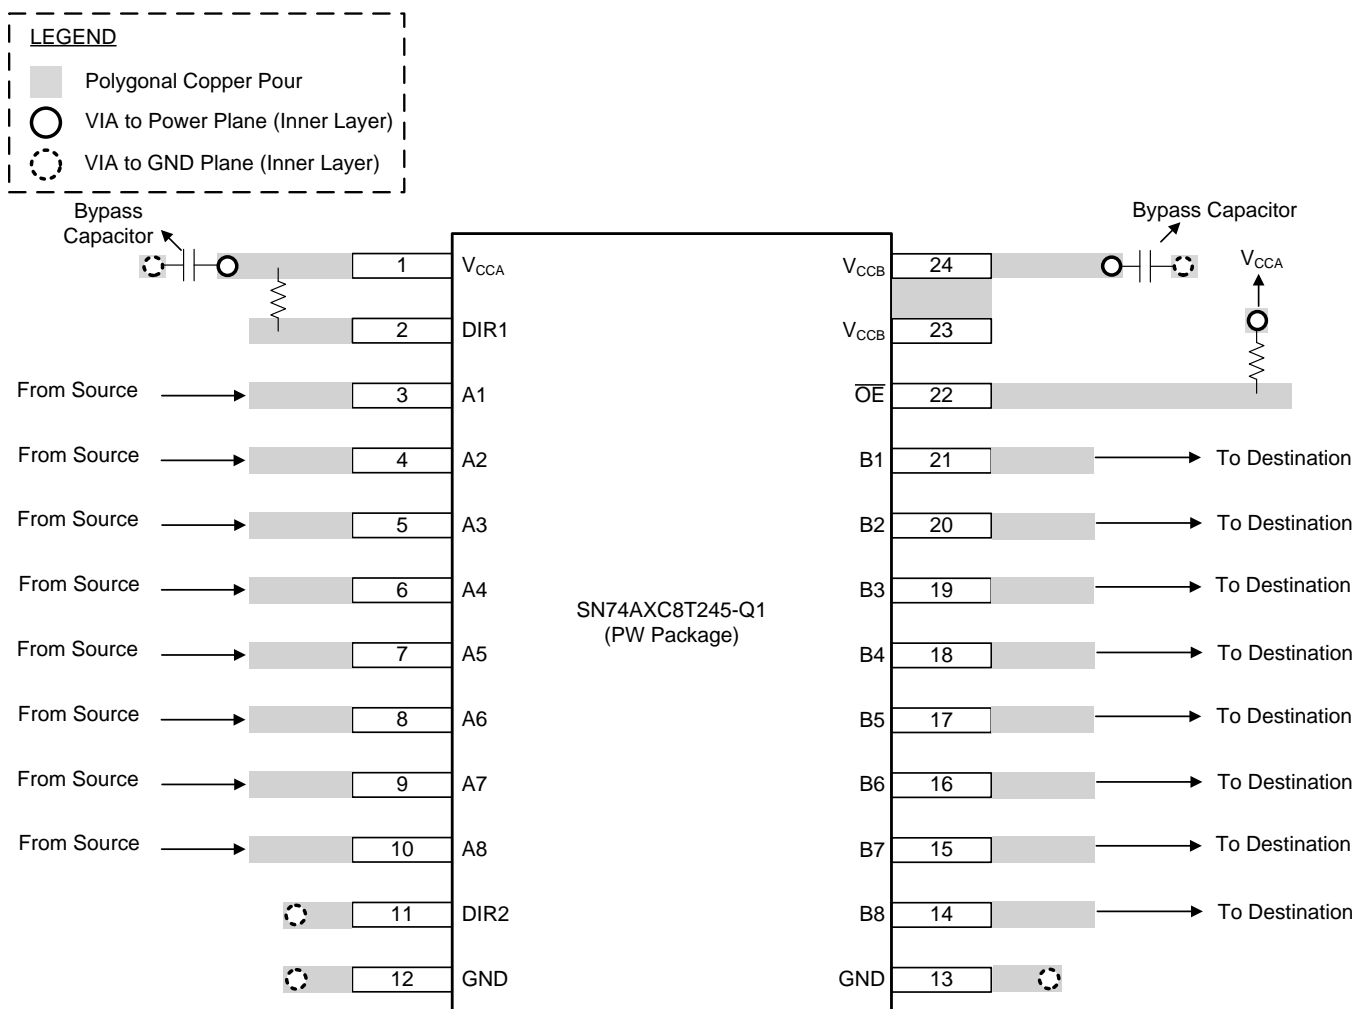 LEGEND
Polygonal Copper Pour
VIA to Power Plane (Inner Layer)
VIA to GND Plane (Inner Layer)
Bypass
Capacitor
Bypass Capacitor
VCCA
1 VCCA
VCCB 24
2 DIR1
VCCB 23
From Source 3 A1
OE 22
From Source 4 A2
B1 21 To Destination
From Source 5 A3
B2 20 To Destination
From Source 6 A4
B3 19 To Destination
SN74AXC8T245-Q1
(PW Package)
From Source 7 A5
B4 18 To Destination
From Source 8 A6
B5 17 To Destination
From Source 9 A7
B6 16 To Destination
From Source 10 A8
B7 15 To Destination
11 DIR2
B8 14 To Destination
12 GND
GND 13